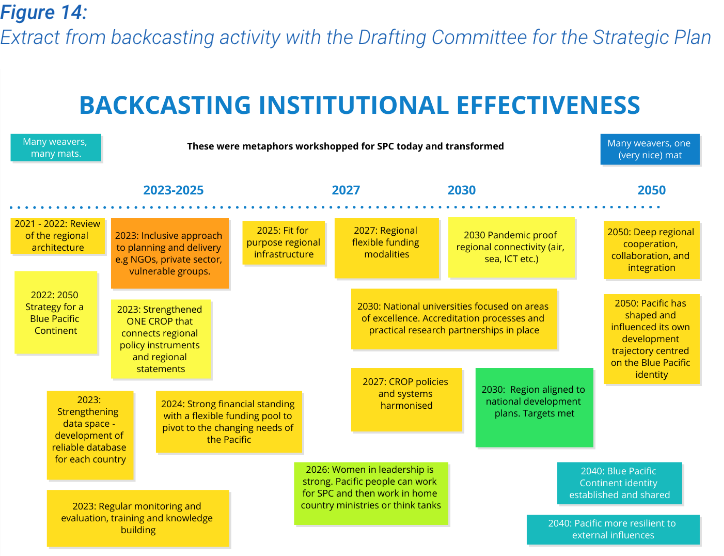 Figure 14:
Extract from backcasting activity with the Drafting Committee for the Strategic Plan
BACKCASTING INSTITUTIONAL EFFECTIVENESS
Many weavers,
many mats.
These were metaphors workshopped for SPC today and transformed
Many weavers, one
(very nice) mat
2023-2025
2027
2030
2050
2021 - 2022: Review
of the regional
architecture
2023: Inclusive approach
to planning and delivery
e.g NGOs, private sector,
vulnerable groups.
2025: Fit for
purpose regional
infrastructure
2027: Regional
flexible funding
modalities
2030 Pandemic proof
regional connectivity (air,
sea, ICT etc.)
2050: Deep regional
cooperation,
collaboration, and
integration
2022: 2050
Strategy for a
Blue Pacific
Continent
2023: Strengthened
ONE CROP that
connects regional
policy instruments
and regional
statements
2030: National universities focused on areas
of excellence. Accreditation processes and
practical research partnerships in place
2050: Pacific has
shaped and
influenced its own
development
trajectory centred
on the Blue Pacific
identity
2023:
Strengthening
data space -
development of
reliable database
for each country
2024: Strong financial standing
with a flexible funding pool to
pivot to the changing needs of
the Pacific
2027: CROP policies
and systems
harmonised
2030: Region aligned to
national development
plans. Targets met
2026: Women in leadership is
strong. Pacific people can work
for SPC and then work in home
country ministries or think tanks
2040: Blue Pacific
Continent identity
established and shared
2023: Regular monitoring and
evaluation, training and knowledge
building
2040: Pacific more resilient to
external influences